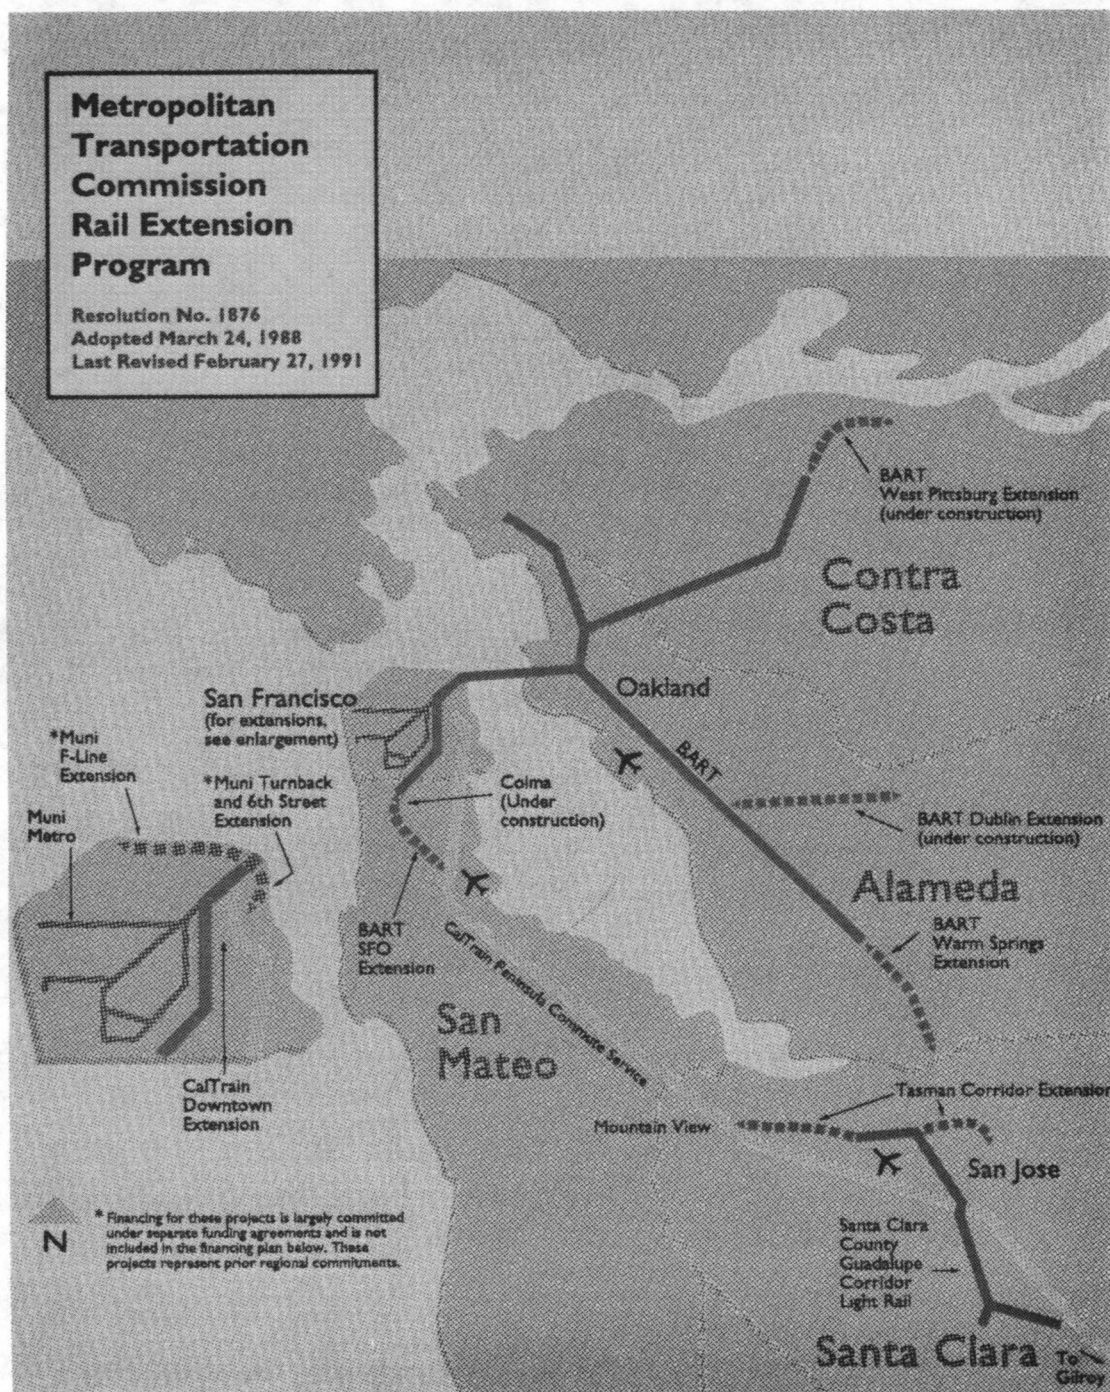 Metropolitan
Transportation
Commission
Rail Extension
Program
Resolution No. 1876
Adopted March 24, 1988
Last Revised February 27, 1991
BART
West Pittsburg Extension
(under construction)
Contra
Costa
San Francisco
(for extensions,
see enlargement)
Oakland
*Muni
F-Line
Extension
*Muni Turnback
and 6th Street
Extension
Muni
Metro
Colma
(Under
construction)
BART
BART Dublin Extension
(under construction)
Alameda
BART
SFO
Extension
BART
Warm Springs
Extension
CalTrain Peninsula Commute Service
San
Mateo
CalTrain
Downtown
Extension
Tasman Corridor Extension
Mountain View
San Jose
N
* Financing for these projects is largely committed
under separate funding agreements and is not
included in the financing plan below. These
projects represent prior regional commitments.
Santa Clara
County
Guadalupe
Corridor
Light Rail
Santa Clara
To
Gilroy